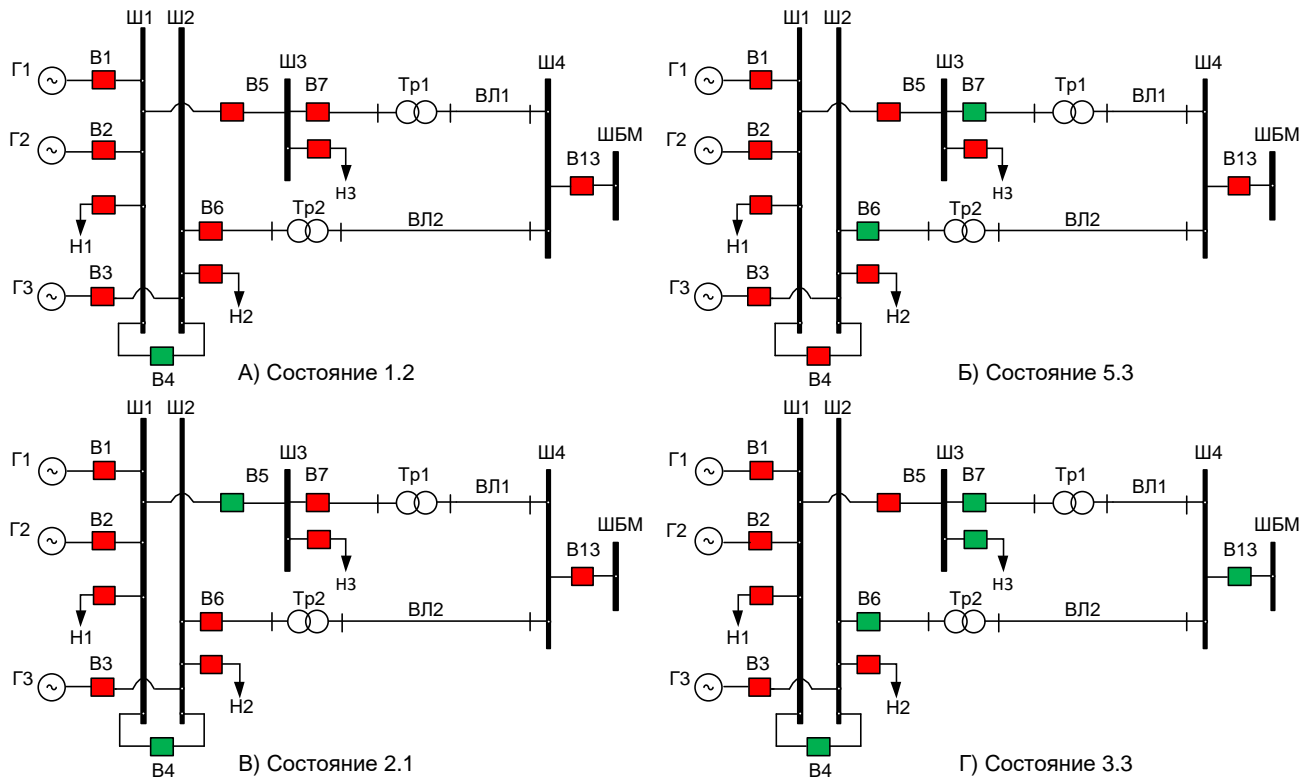 Ш1 Ш2
Г1 В1 В5 Ш3 В7 Тр1 ВЛ1 Ш4
Г2 В2 Н3 В13 ШБМ
Н1 В6 Тр2 ВЛ2
Г3 В3 Н2
В4
А) Состояние 1.2
Ш1 Ш2
Г1 В1 В5 Ш3 В7 Тр1 ВЛ1 Ш4
Г2 В2 Н3 В13 ШБМ
Н1 В6 Тр2 ВЛ2
Г3 В3 Н2
В4
Б) Состояние 5.3
Ш1 Ш2
Г1 В1 В5 Ш3 В7 Тр1 ВЛ1 Ш4
Г2 В2 Н3 В13 ШБМ
Н1 В6 Тр2 ВЛ2
Г3 В3 Н2
В4
В) Состояние 2.1
Ш1 Ш2
Г1 В1 В5 Ш3 В7 Тр1 ВЛ1 Ш4
Г2 В2 Н3 В13 ШБМ
Н1 В6 Тр2 ВЛ2
Г3 В3 Н2
В4
Г) Состояние 3.3